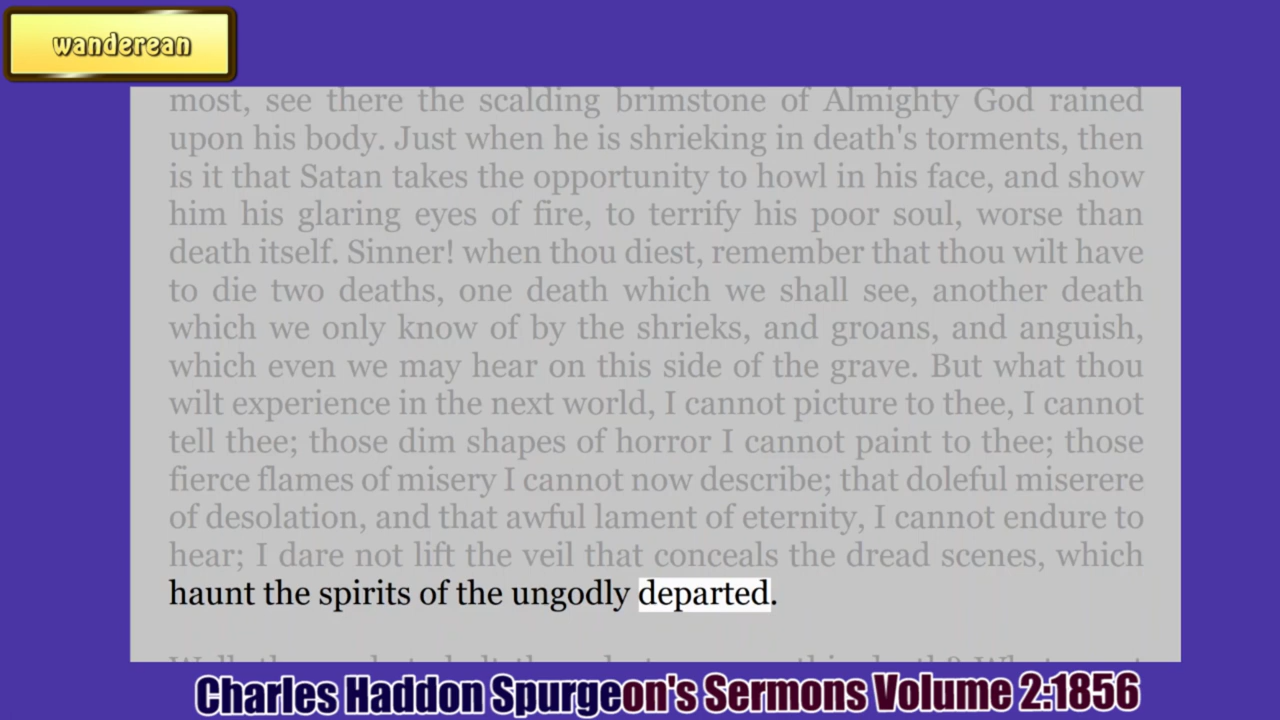 wanderean
most, see there the scalding brimstone of Almighty God rained
upon his body. Just when he is shrieking in death's torments, then
is it that Satan takes the opportunity to howl in his face, and show
him his glaring eyes of fire, to terrify his poor soul, worse than
death itself. Sinner! when thou diest, remember that thou wilt have
to die two deaths, one death which we shall see, another death
which we only know of by the shrieks, and groans, and anguish,
which even we may hear on this side of the grave. But what thou
wilt experience in the next world, I cannot picture to thee, I cannot
tell thee; those dim shapes of horror I cannot paint to thee; those
fierce flames of misery I cannot now describe; that doleful miserere
of desolation, and that awful lament of eternity, I cannot endure to
hear; I dare not lift the veil that conceals the dread scenes, which
haunt the spirits of the ungodly departed.
Charles Haddon Spurgeon's Sermons Volume 2:1856